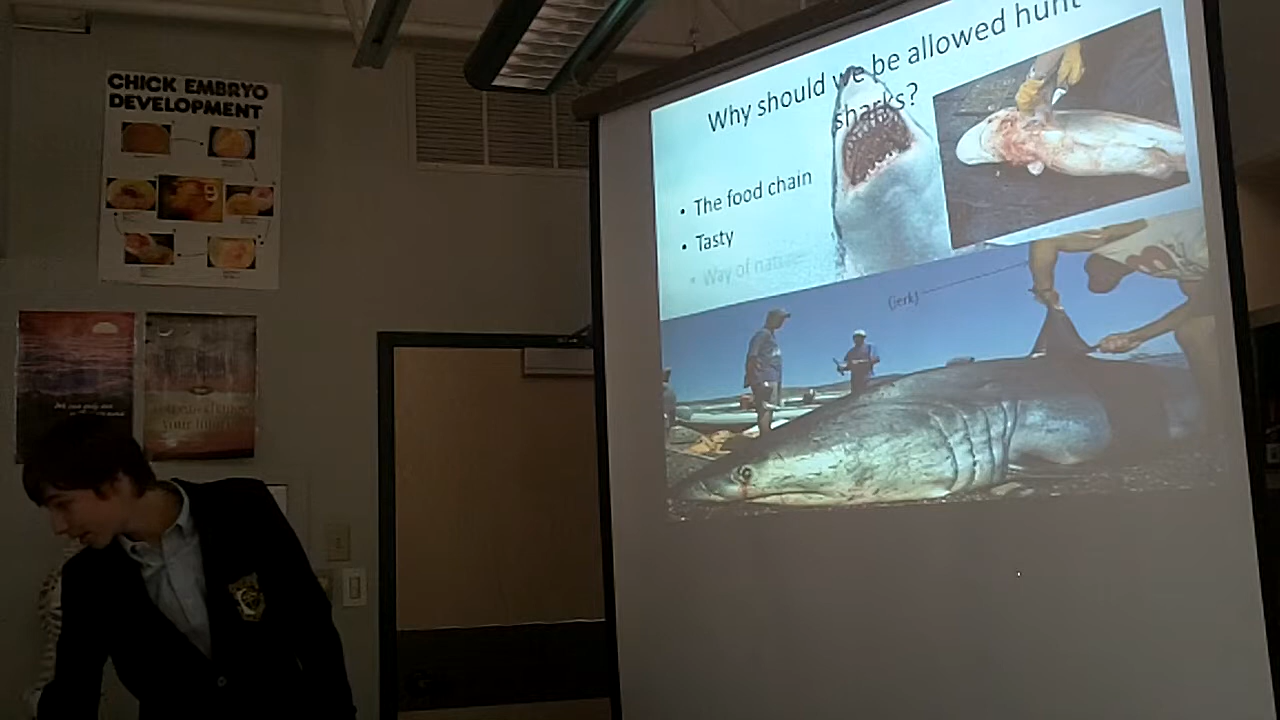 CHICK EMBRYO
DEVELOPMENT
Why should we be allowed hunt
sharks?
• The food chain
• Tasty
• Way of nature
(jerk)